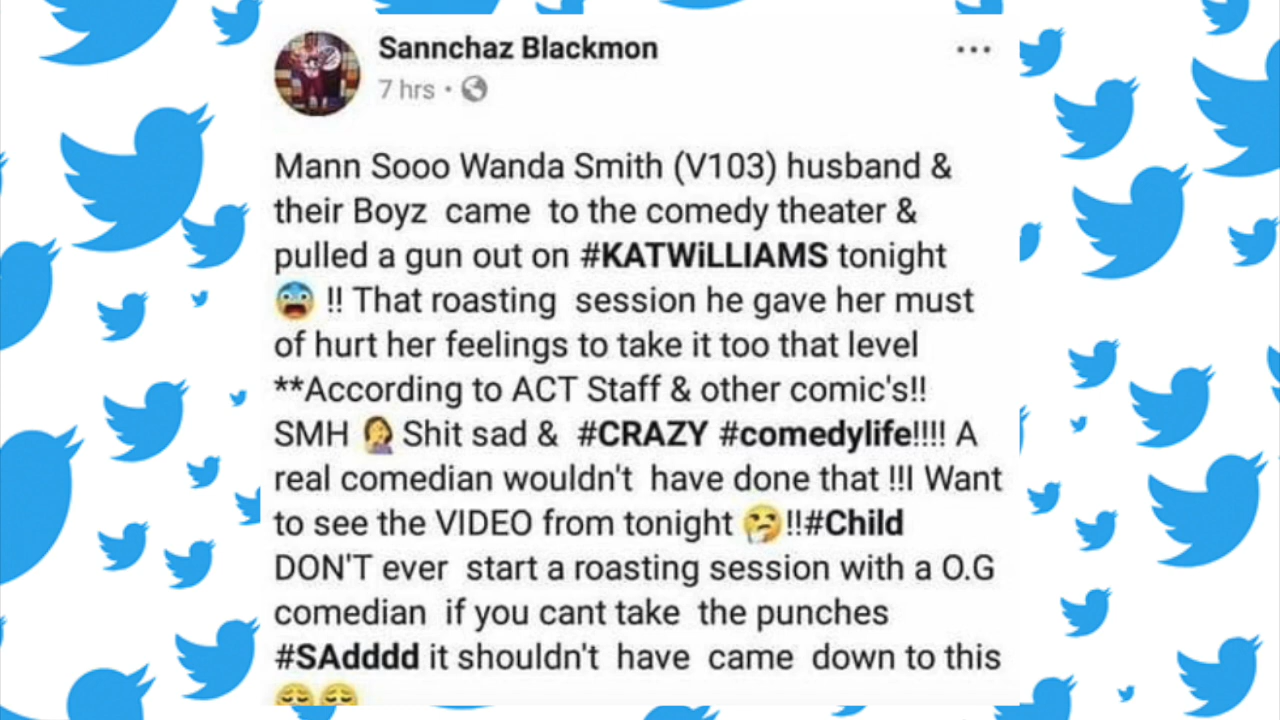 Sannchaz Blackmon
7 hrs •
...
Mann Sooo Wanda Smith (V103) husband &
their Boyz came to the comedy theater &
pulled a gun out on #KATWiLLIAMS tonight
😨 !! That roasting session he gave her must
of hurt her feelings to take it too that level
**According to ACT Staff & other comic's!!
SMH 🤦‍♀️ Shit sad & #CRAZY #comedylife!!!! A
real comedian wouldn't have done that !!I Want
to see the VIDEO from tonight 🤔!!#Child
DON'T ever start a roasting session with a O.G
comedian if you cant take the punches
#SAdddd it shouldn't have came down to this
😌😌